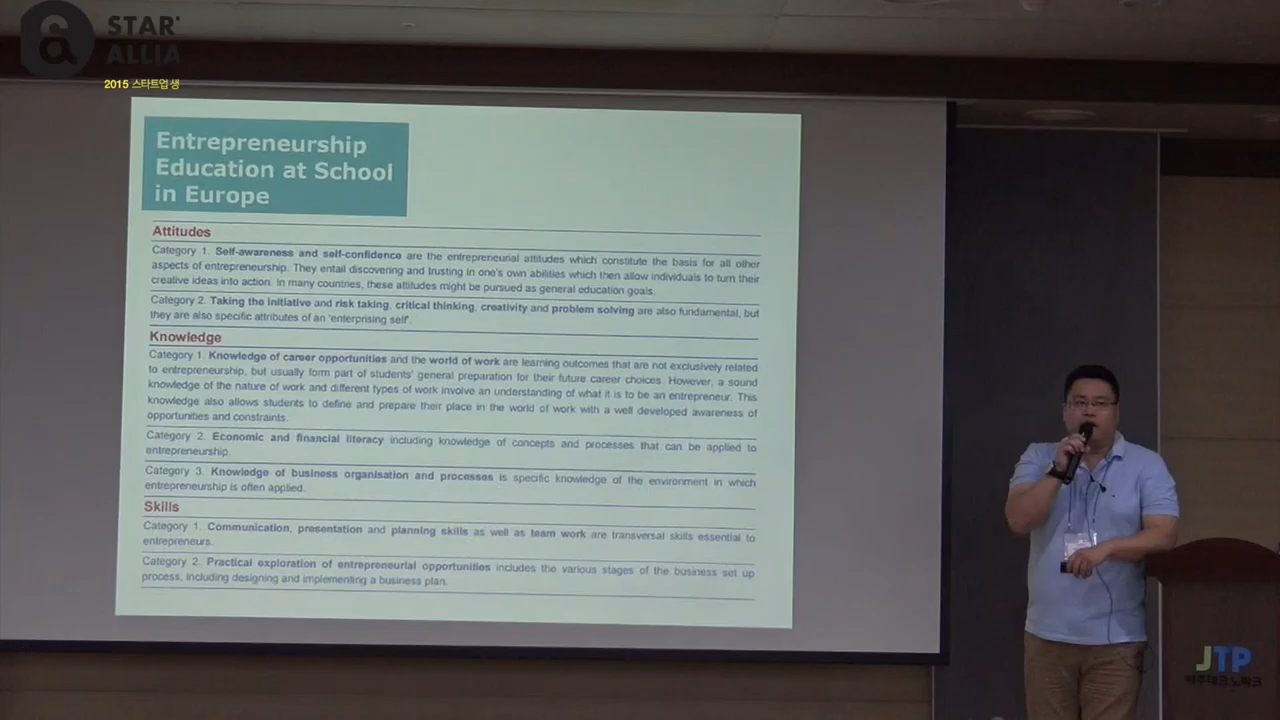 STAR
ALLIA
2015 스타트업 생
Entrepreneurship
Education at School
in Europe
Attitudes
Category 1. Self-awareness and self-confidence are the entrepreneurial attitudes which constitute the basis for all other
aspects of entrepreneurship. They entail discovering and trusting in one's own abilities which then allow individuals to turn their
creative ideas into action. In many countries, these attitudes might be pursued as general education goals.
Category 2. Taking the initiative and risk taking, critical thinking, creativity and problem solving are also fundamental, but
they are also specific attributes of an 'enterprising self'.
Knowledge
Category 1. Knowledge of career opportunities and the world of work are learning outcomes that are not exclusively related
to entrepreneurship, but usually form part of students' general preparation for their future career choices. However, a sound
knowledge of the nature of work and different types of work involve an understanding of what it is to be an entrepreneur. This
knowledge also allows students to define and prepare their place in the world of work with a well developed awareness of
opportunities and constraints.
Category 2. Economic and financial literacy including knowledge of concepts and processes that can be applied to
entrepreneurship.
Category 3. Knowledge of business organisation and processes is specific knowledge of the environment in which
entrepreneurship is often applied.
Skills
Category 1. Communication, presentation and planning skills as well as team work are transversal skills essential to
entrepreneurs.
Category 2. Practical exploration of entrepreneurial opportunities includes the various stages of the business set up
process, including designing and implementing a business plan.
JTP
제주테크노파크